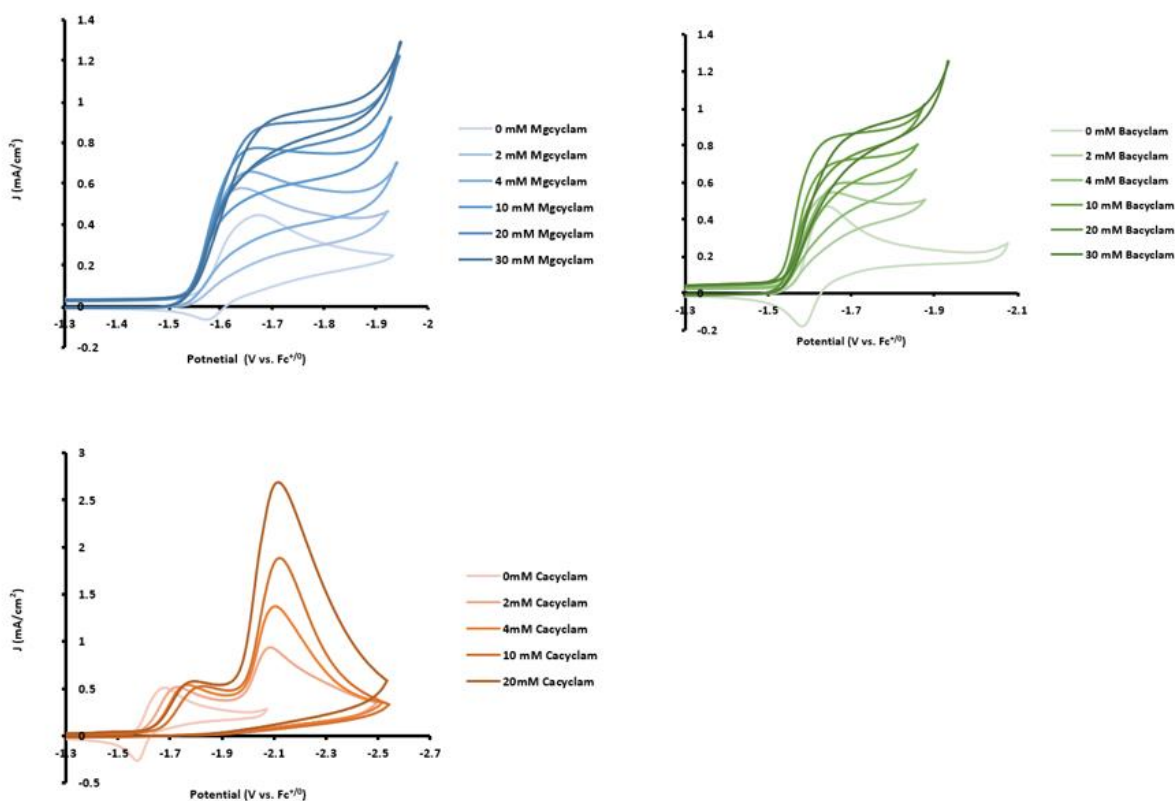 J (mA/cm²)
1.4
1.2
1
0.8
0.6
0.4
0.2
0
-0.2
-1.3 -1.4 -1.5 -1.6 -1.7 -1.8 -1.9 -2
Potnetial (V vs. Fc⁺/⁰)
0 mM Mgcyclam
2 mM Mgcyclam
4 mM Mgcyclam
10 mM Mgcyclam
20 mM Mgcyclam
30 mM Mgcyclam
J (mA/cm²)
1.4
1.2
1
0.8
0.6
0.4
0.2
0
-0.2
-1.3 -1.5 -1.7 -1.9 -2.1
Potential (V vs. Fc⁺/⁰)
0 mM Bacyclam
2 mM Bacyclam
4 mM Bacyclam
10 mM Bacyclam
20 mM Bacyclam
30 mM Bacyclam
J (mA/cm²)
3
2.5
2
1.5
1
0.5
0
-0.5
-1.3 -1.5 -1.7 -1.9 -2.1 -2.3 -2.5 -2.7
Potential (V vs. Fc⁺/⁰)
0mM Cacyclam
2mM Cacyclam
4mM Cacyclam
10 mM Cacyclam
20mM Cacyclam